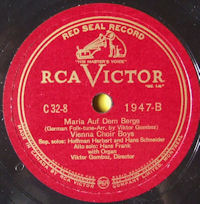 RED SEAL RECORD
"HIS MASTER'S VOICE"
RCA VICTOR
C 32-8
1947-B
Maria Auf Dem Berge
(German Folk-tune-Arr. by Viktor Gomboz)
Vienna Choir Boys
Sop. solos: Hoffman Herbert and Hans Schneider
Alto solo: Hans Frank
with Organ
Viktor Gomboz, Director